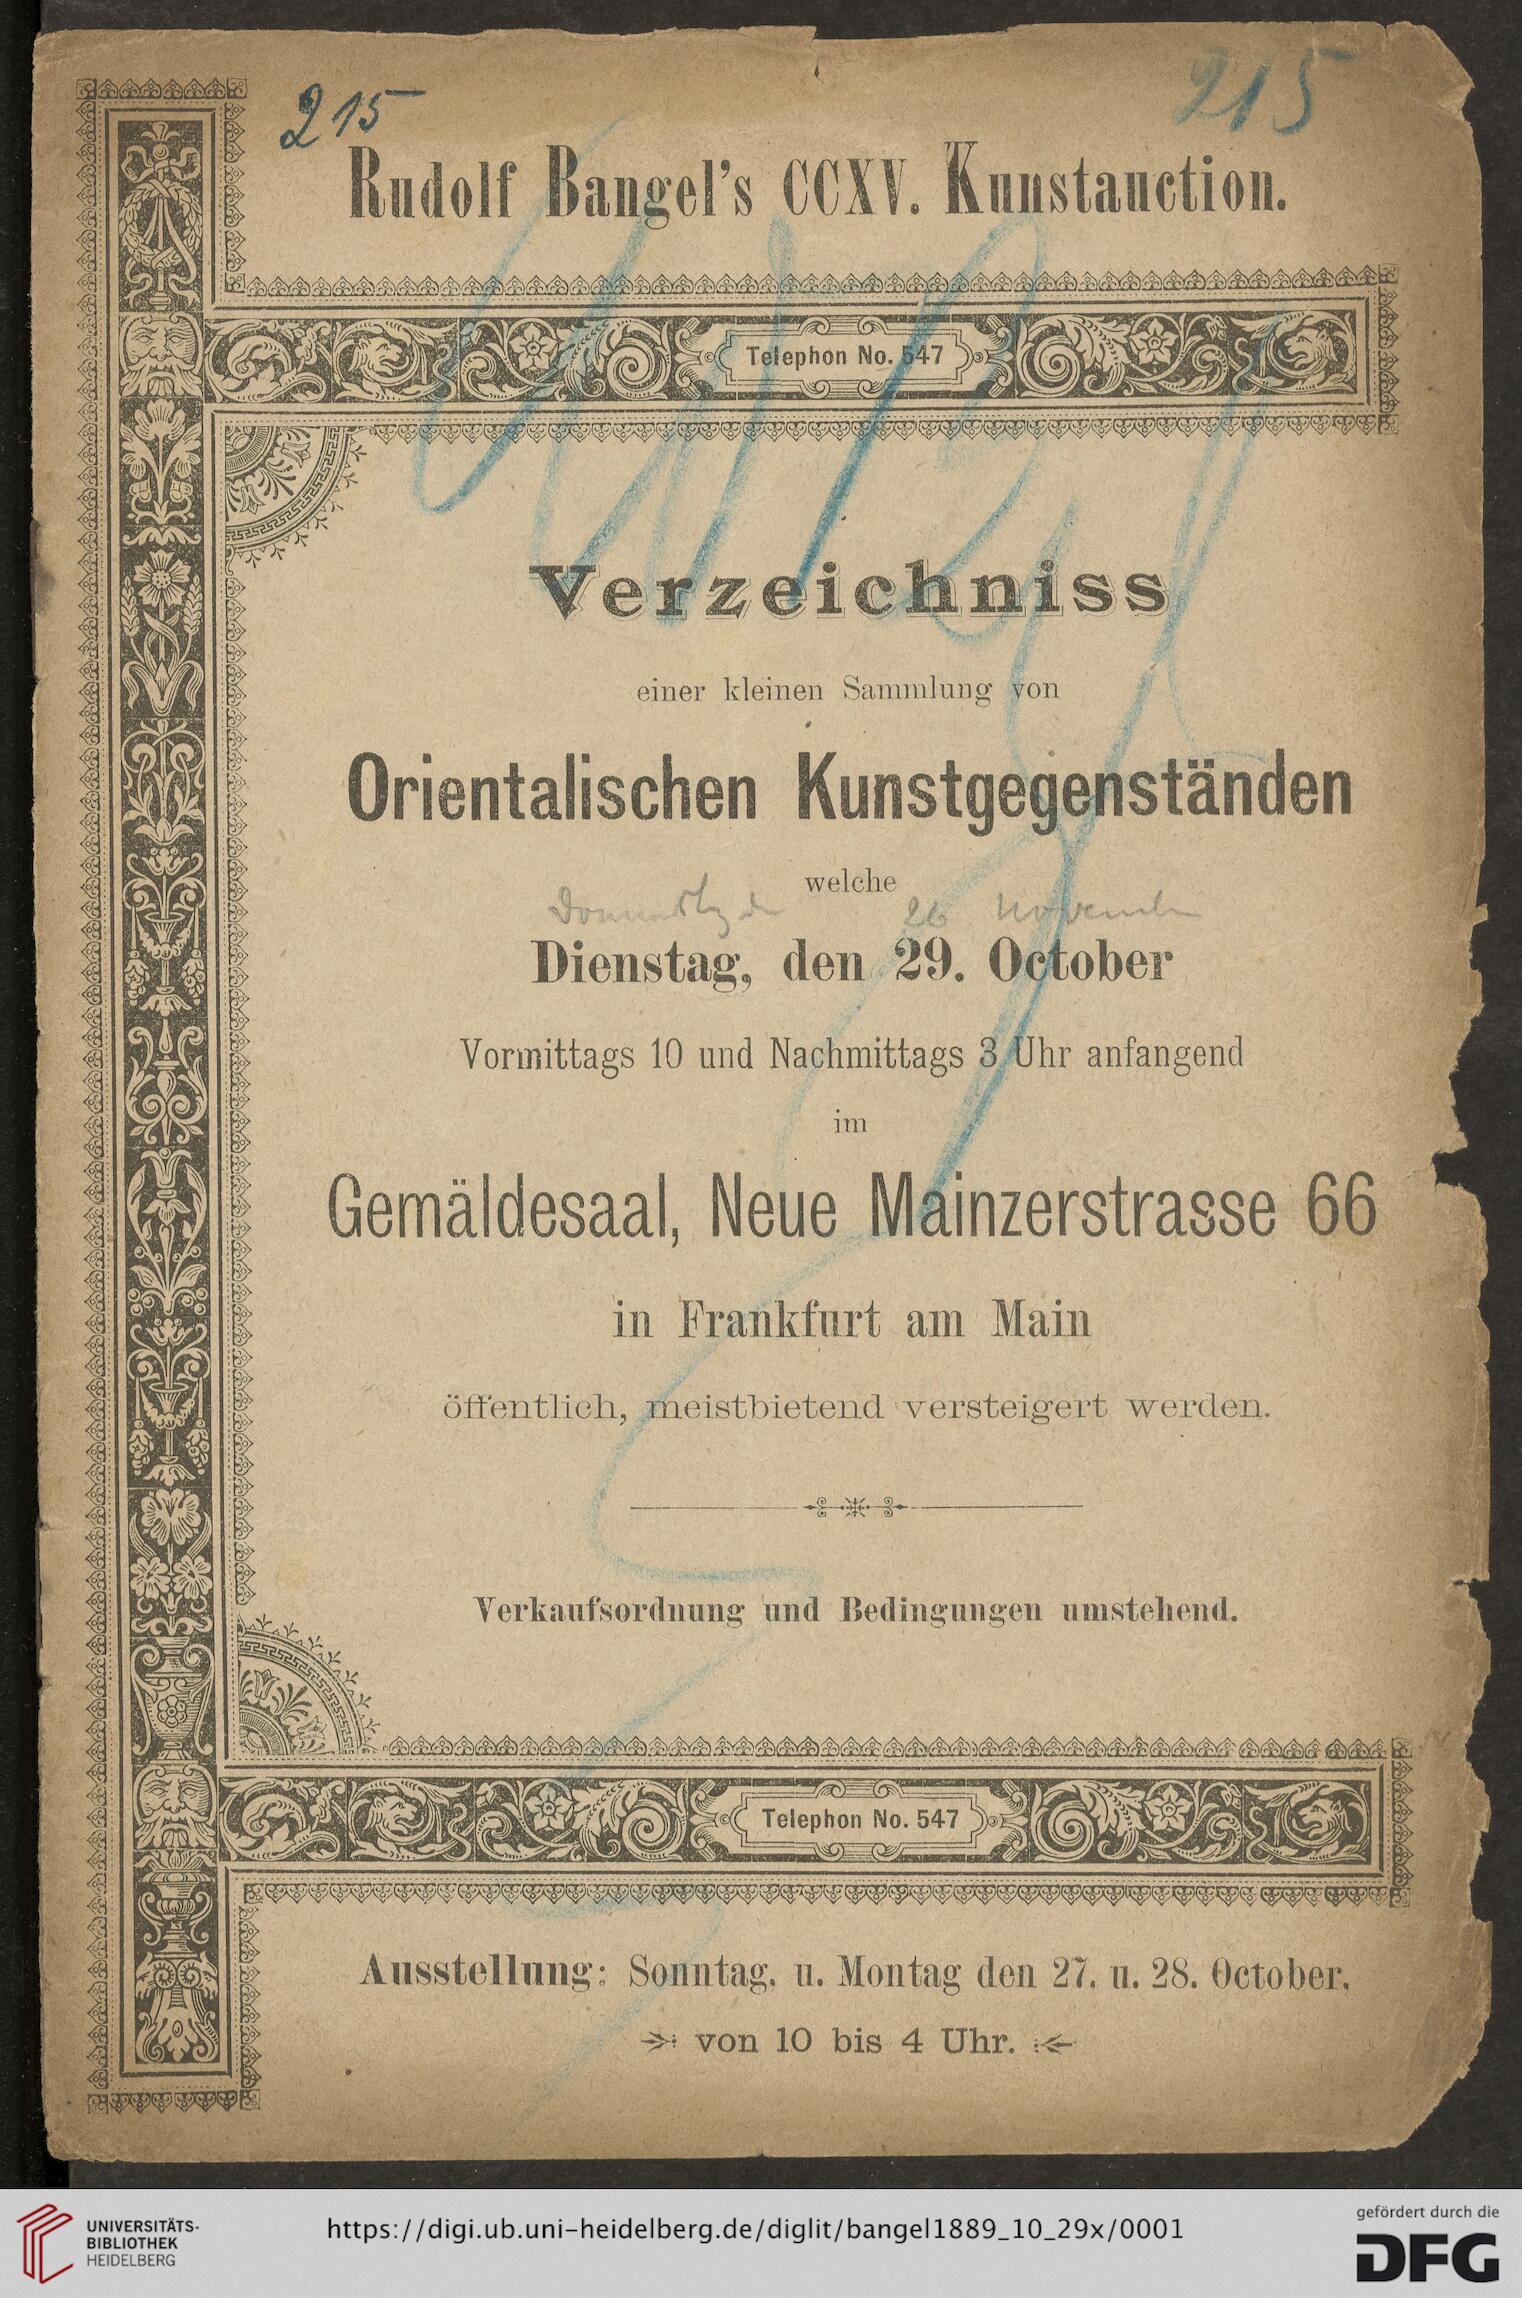 215
215
Rudolf Bangel's CCXV. Kunstauction.
Telephon No. 547
Verzeichniss
einer kleinen Sammlung von
Orientalischen Kunstgegenständen
welche
26 November
Dienstag, den 29. October
Vormittags 10 und Nachmittags 3 Uhr anfangend
im
Gemäldesaal, Neue Mainzerstrasse 66
in Frankfurt am Main
öffentlich, meistbietend versteigert werden.
Verkaufsordnung und Bedingungen umstehend.
Telephon No. 547
Ausstellung: Sonntag. u. Montag den 27. u. 28. October,
von 10 bis 4 Uhr.
UNIVERSITÄTS-
BIBLIOTHEK
HEIDELBERG
https://digi.ub.uni-heidelberg.de/diglit/bangel1889_10_29x/0001
gefördert durch die
DFG